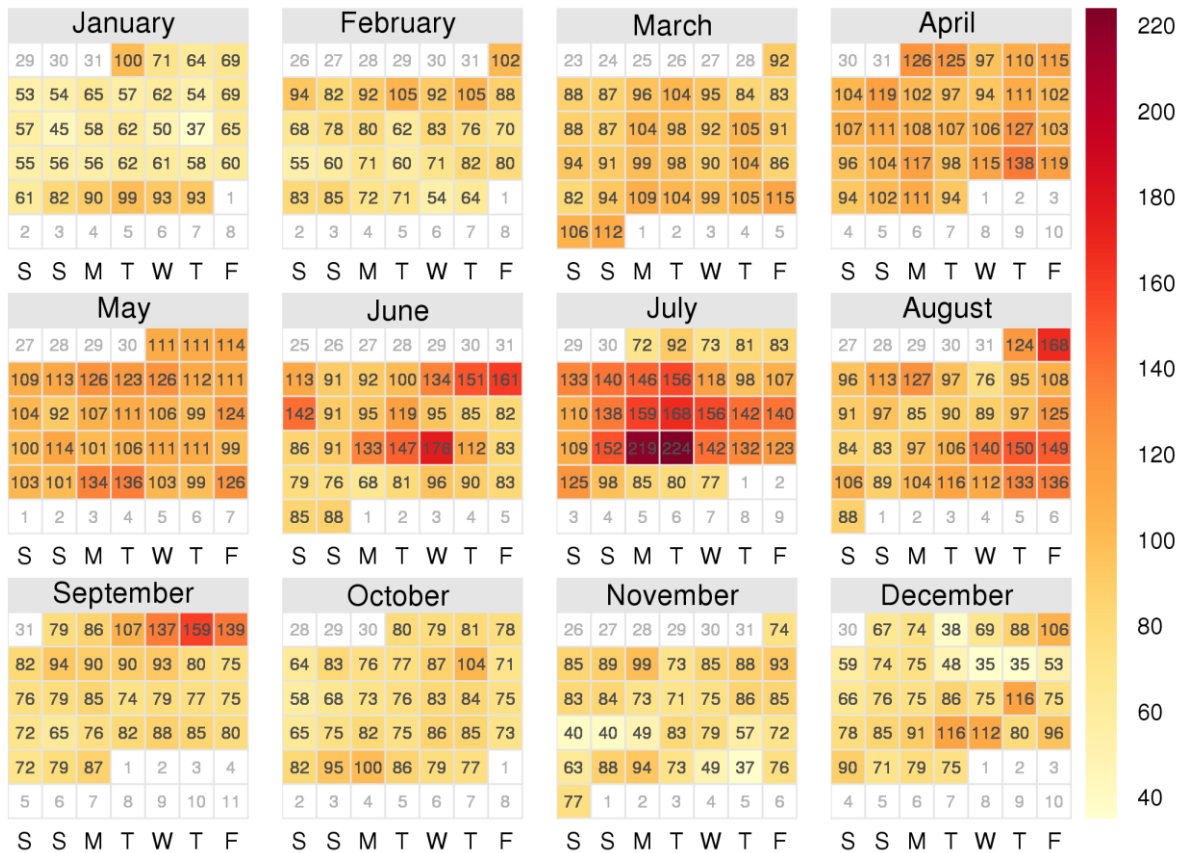 January February March April
29 30 31 100 71 64 69 26 27 28 29 30 31 102 23 24 25 26 27 28 92 30 31 126 125 97 110 115 220
53 54 65 57 62 54 69 94 82 92 105 92 105 88 88 87 96 104 95 84 83 104 119 102 97 94 111 102 200
57 45 58 62 50 37 65 68 78 80 62 83 76 70 88 87 104 98 92 105 91 107 111 108 107 106 127 103
55 56 56 62 61 58 60 55 60 71 60 71 82 80 94 91 99 98 90 104 86 96 104 117 98 115 138 119
61 82 90 99 93 93 1 83 85 72 71 54 64 1 82 94 109 104 99 105 115 94 102 111 94 1 2 3 180
2 3 4 5 6 7 8 2 3 4 5 6 7 8 106 112 1 2 3 4 5 4 5 6 7 8 9 10
S S M T W T F S S M T W T F S S M T W T F S S M T W T F
May June July August 160
27 28 29 30 111 111 114 25 26 27 28 29 30 31 29 30 72 92 73 81 83 27 28 29 30 31 124 168
109 113 126 123 126 112 111 113 91 92 100 134 151 161 133 140 146 156 118 98 107 96 113 127 97 76 95 108 140
104 92 107 111 106 99 124 142 91 95 119 95 85 82 110 138 159 168 156 142 140 91 97 85 90 89 97 125
100 114 101 106 111 111 99 86 91 133 147 176 112 83 109 152 219 224 142 132 123 84 83 97 106 140 150 149 120
103 101 134 136 103 99 126 79 76 68 81 96 90 83 125 98 85 80 77 1 2 106 89 104 116 112 133 136
1 2 3 4 5 6 7 85 88 1 2 3 4 5 3 4 5 6 7 8 9 88 1 2 3 4 5 6 100
S S M T W T F S S M T W T F S S M T W T F S S M T W T F
September October November December
31 79 86 107 137 159 139 28 29 30 80 79 81 78 26 27 28 29 30 31 74 30 67 74 38 69 88 106 80
82 94 90 90 93 80 75 64 83 76 77 87 104 71 85 89 99 73 85 88 93 59 74 75 48 35 35 53
76 79 85 74 79 77 75 58 68 73 76 83 84 75 83 84 73 71 75 86 85 66 76 75 86 75 116 75 60
72 65 76 82 88 85 80 65 75 82 75 86 85 73 40 40 49 83 79 57 72 78 85 91 116 112 80 96
72 79 87 1 2 3 4 82 95 100 86 79 77 1 63 88 94 73 49 37 76 90 71 79 75 1 2 3
5 6 7 8 9 10 11 2 3 4 5 6 7 8 77 1 2 3 4 5 6 4 5 6 7 8 9 10 40
S S M T W T F S S M T W T F S S M T W T F S S M T W T F